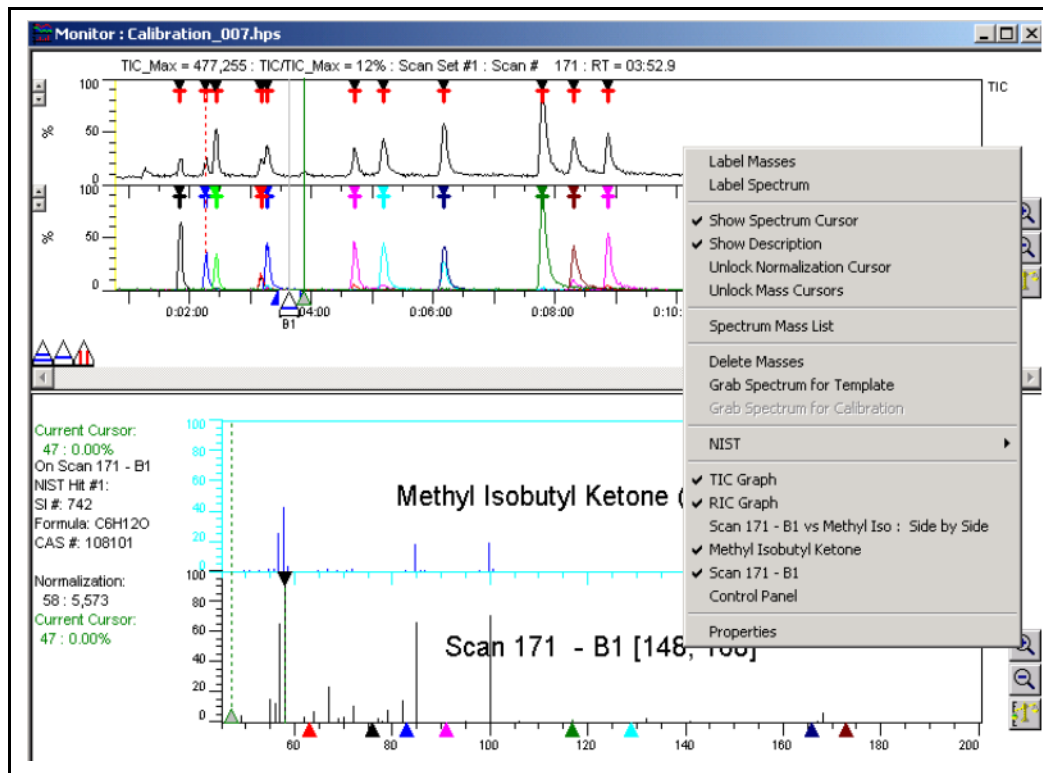 Monitor : Calibration_007.hps
TIC_Max = 477,255 : TIC/TIC_Max = 12% : Scan Set #1 : Scan # 171 : RT = 03:52.9
100
TIC
%
50
0
100
%
50
0
0:02:00
04:00
0:06:00
0:08:00
0:10:
B1
Label Masses
Label Spectrum
Show Spectrum Cursor
Show Description
Unlock Normalization Cursor
Unlock Mass Cursors
Spectrum Mass List
Delete Masses
Grab Spectrum for Template
Grab Spectrum for Calibration
NIST
TIC Graph
RIC Graph
Scan 171 - B1 vs Methyl Iso : Side by Side
Methyl Isobutyl Ketone
Scan 171 - B1
Control Panel
Properties
Current Cursor:
47 : 0.00%
On Scan 171 - B1
NIST Hit #1:
SI #: 742
Formula: C6H12O
CAS #: 108101
100
80
60
40
20
0
Methyl Isobutyl Ketone (
Normalization:
58 : 5,573
Current Cursor:
47 : 0.00%
100
80
60
40
20
0
Scan 171 - B1 [148,
60
80
100
120
140
160
180
200